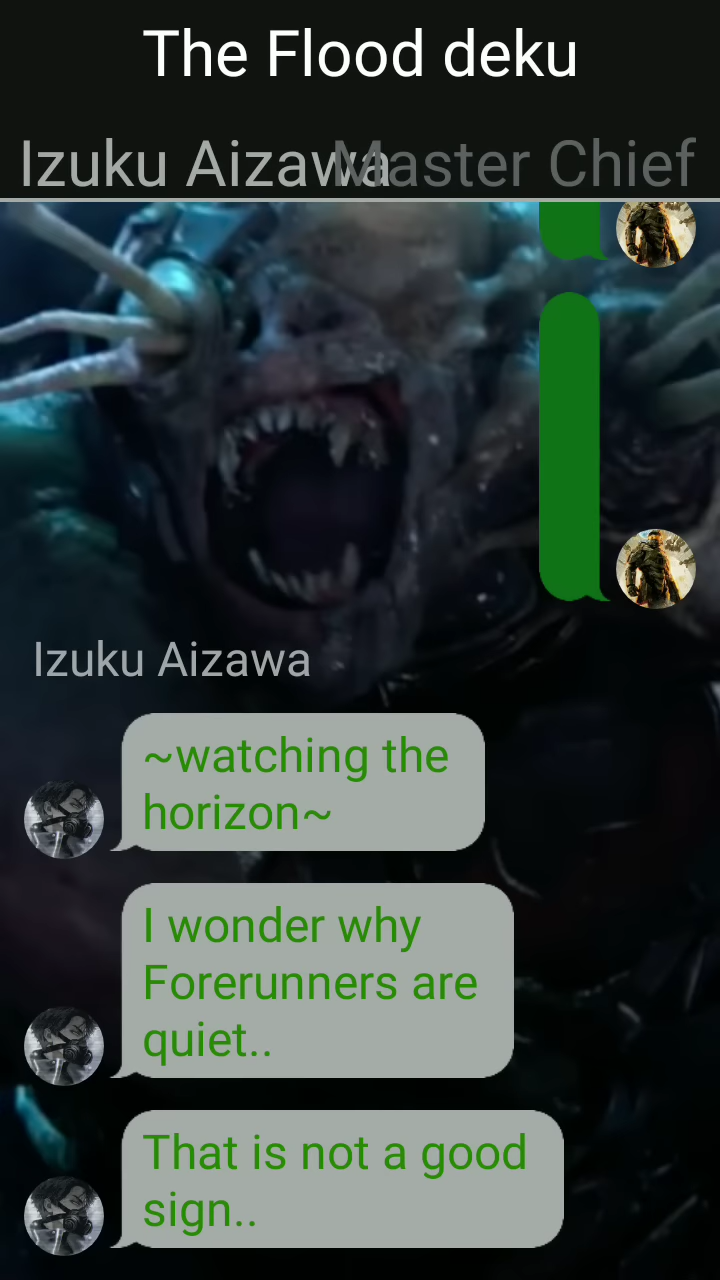 The Flood deku
Izuku Aizawa
Master Chief
Izuku Aizawa
~watching the
horizon~
I wonder why
Forerunners are
quiet..
That is not a good
sign..